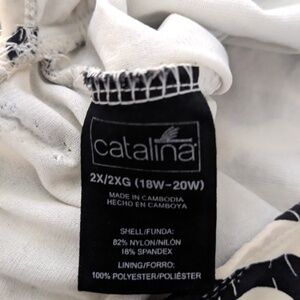 catalina
2X/2XG (18W-20W)
MADE IN CAMBODIA
HECHO EN CAMBOYA
SHELL/FUNDA:
82% NYLON/NILÓN
18% SPANDEX
LINING/FORRO:
100% POLYESTER/POLIÉSTER